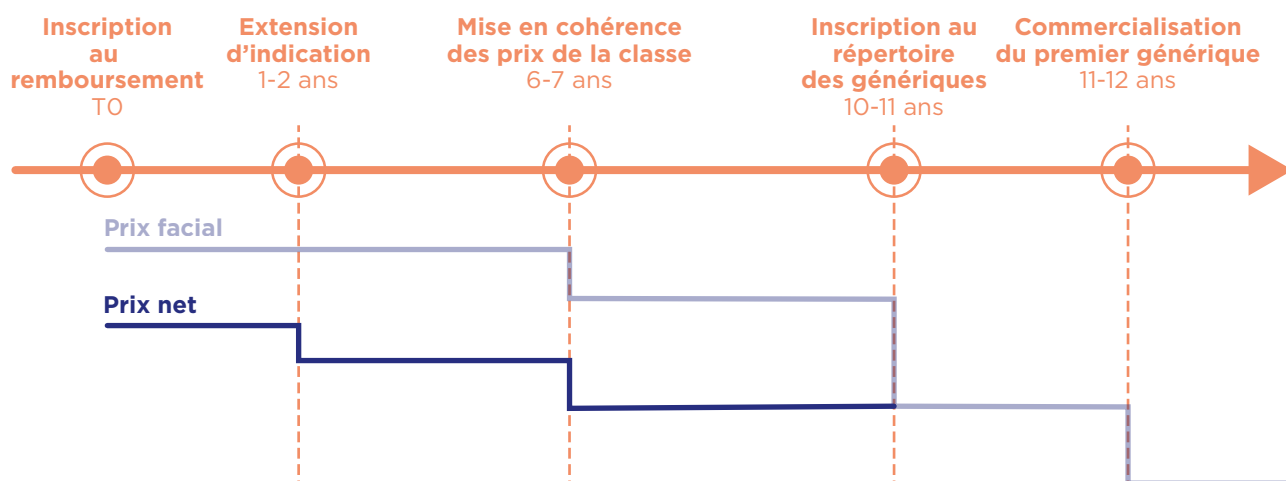 Inscription
au
remboursement
T0
Extension
d’indication
1-2 ans
Mise en cohérence
des prix de la classe
6-7 ans
Inscription au
répertoire
des génériques
10-11 ans
Commercialisation
du premier générique
11-12 ans
Prix facial
Prix net